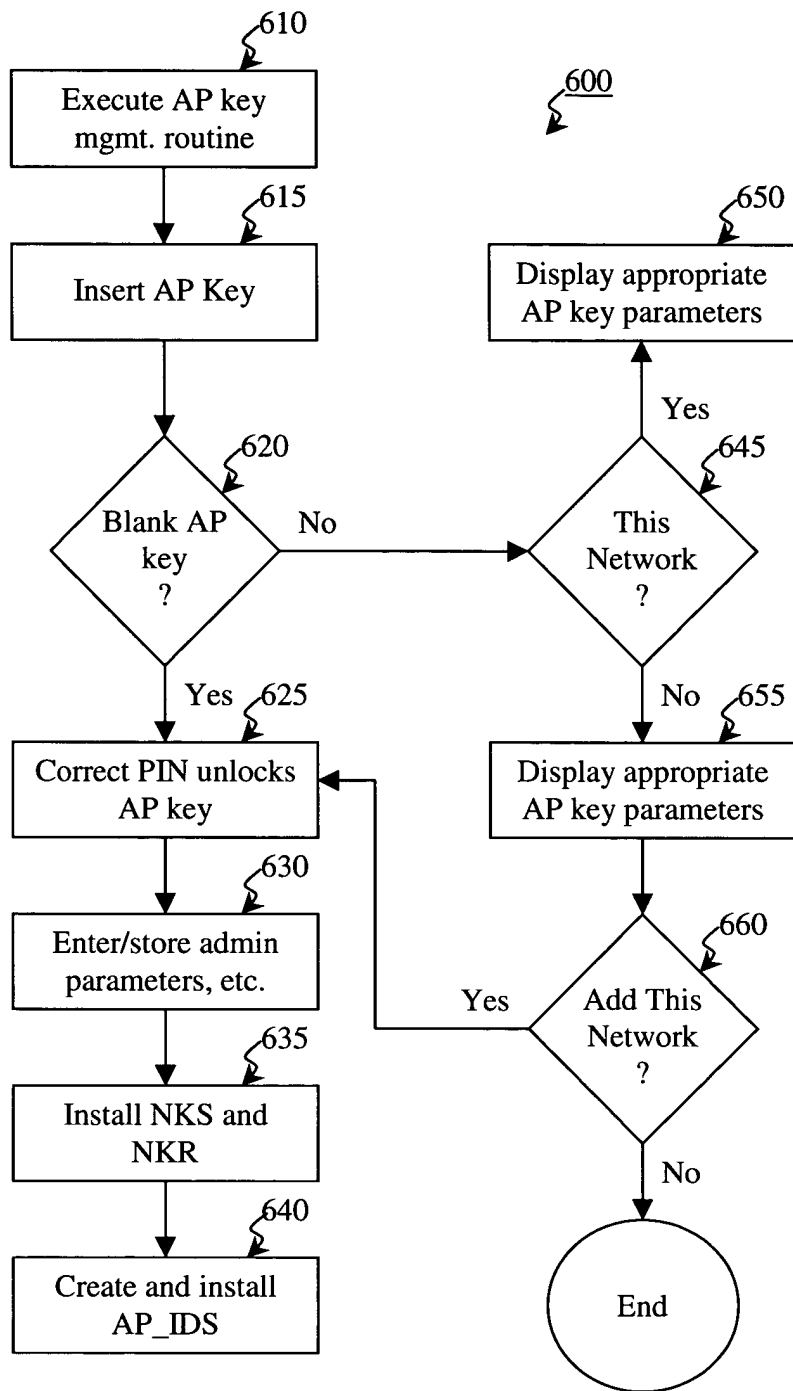 610
Execute AP key
mgmt. routine
600
615
Insert AP Key
650
Display appropriate
AP key parameters
Yes
620
Blank AP
key
?
No
645
This
Network
?
Yes
625
Correct PIN unlocks
AP key
No
655
Display appropriate
AP key parameters
630
Enter/store admin
parameters, etc.
660
Add This
Network
?
Yes
635
Install NKS and
NKR
No
640
Create and install
AP_IDS
End